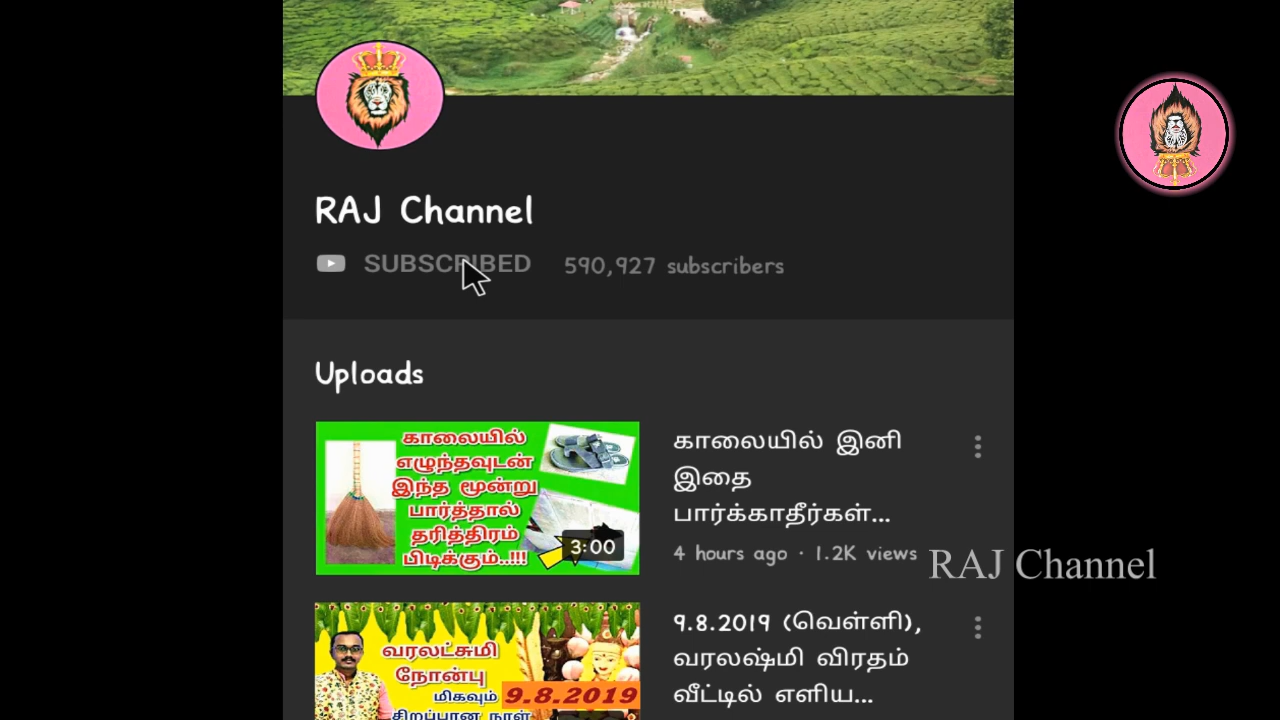 RAJ Channel
SUBSCRIBED 590,927 subscribers
Uploads
காலையில்
எழுந்தவுடன்
இந்த மூன்று
பார்த்தால்
தரித்திரம்
பிடிக்கும்..!!!
3:00
காலையில் இனி
இதை
பார்க்காதீர்கள்...
4 hours ago · 1.2K views
RAJ Channel
வரலட்சுமி
நோன்பு
மிகவும் 9.8.2019
சிறப்பான நாள்
9.8.2019 (வெள்ளி),
வரலஷ்மி விரதம்
வீட்டில் எளிய...